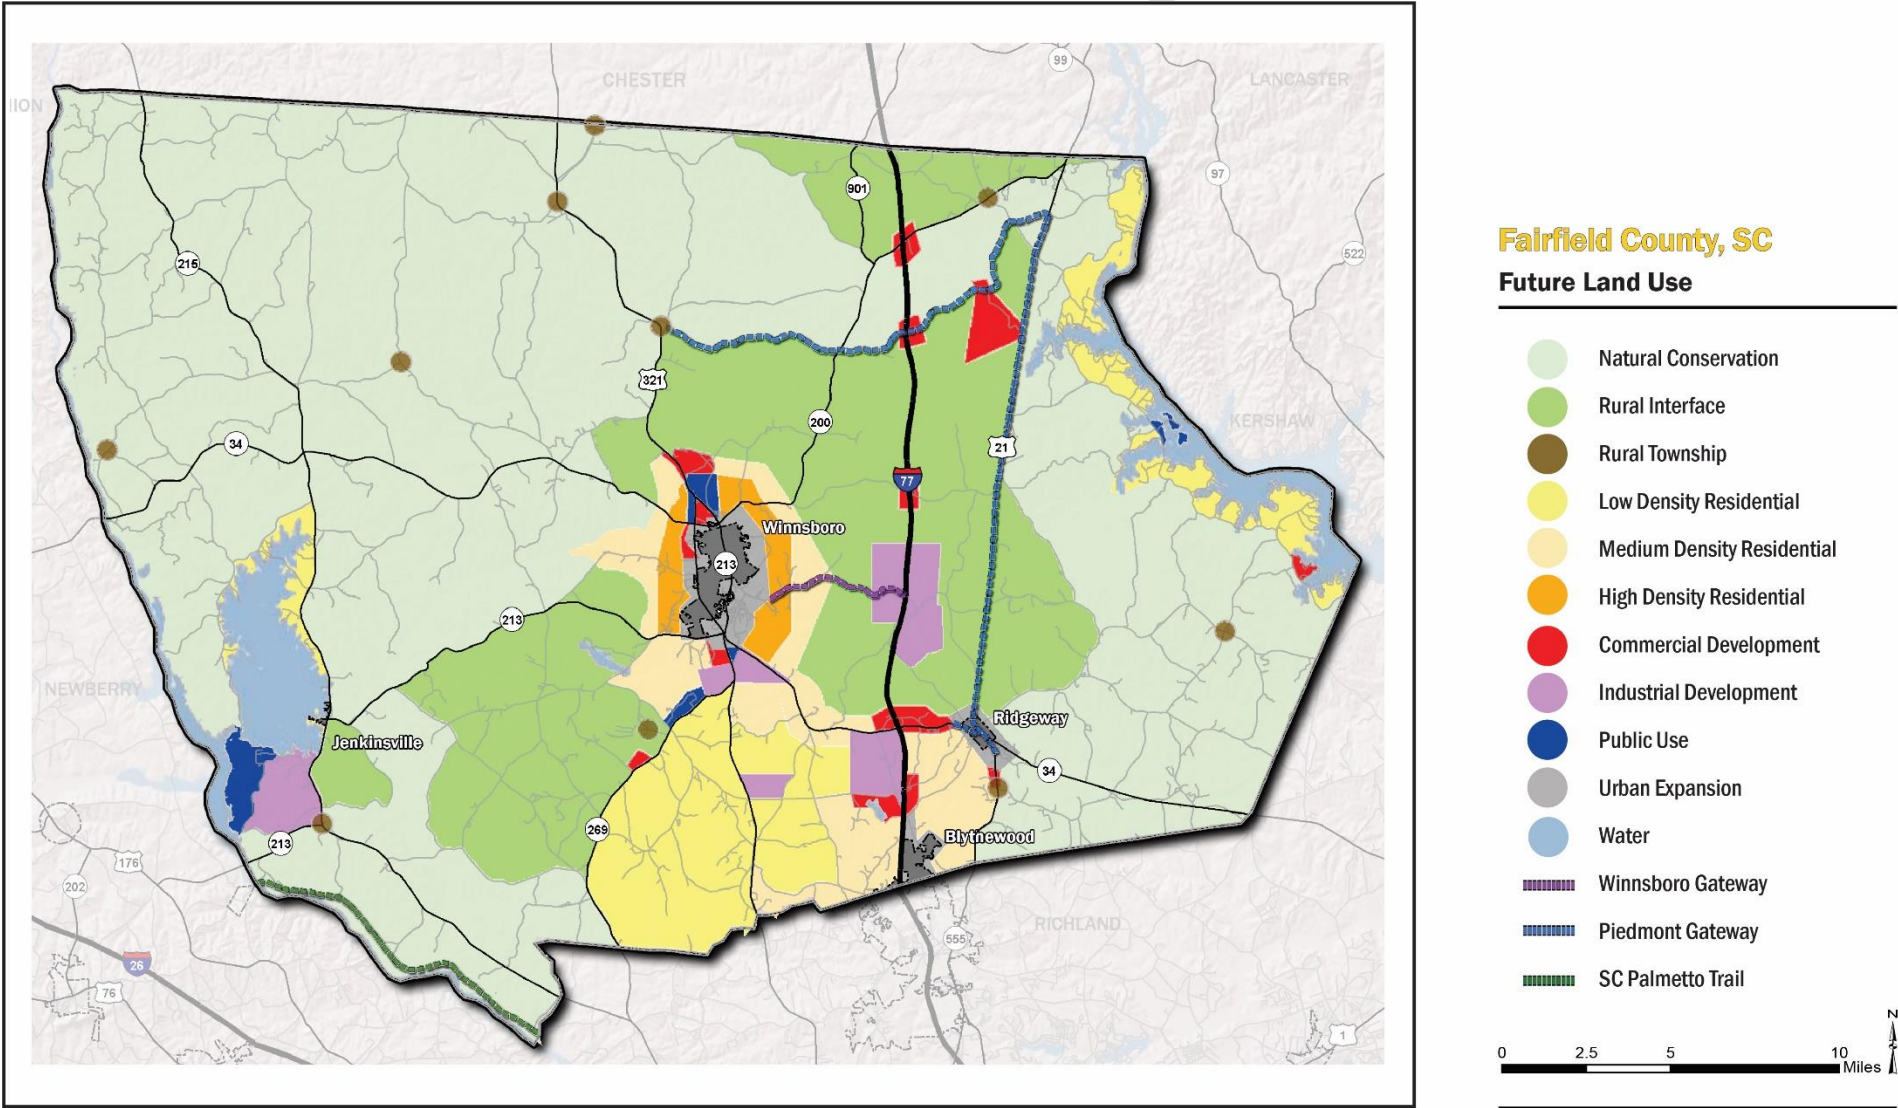 CHESTER
99
LANCASTER
ION
97
901
215
522
321
200
34
21
KERSHAW
77
Winnsboro
213
213
NEWBERRY
Ridgeway
Jenkinsville
34
269
Blythewood
213
176
202
RICHLAND
555
26
76
1
Fairfield County, SC
Future Land Use
Natural Conservation
Rural Interface
Rural Township
Low Density Residential
Medium Density Residential
High Density Residential
Commercial Development
Industrial Development
Public Use
Urban Expansion
Water
Winnsboro Gateway
Piedmont Gateway
SC Palmetto Trail
N
0 2.5 5 10
Miles